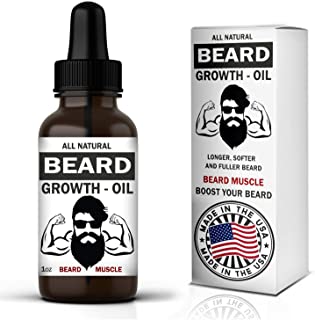 ALL NATURAL
BEARD
GROWTH - OIL
1oz
BEARD MUSCLE
ALL NATURAL
BEARD
GROWTH - OIL
LONGER, SOFTER
AND FULLER BEARD
BEARD MUSCLE
BOOST YOUR BEARD
MADE IN THE USA
MADE IN THE USA